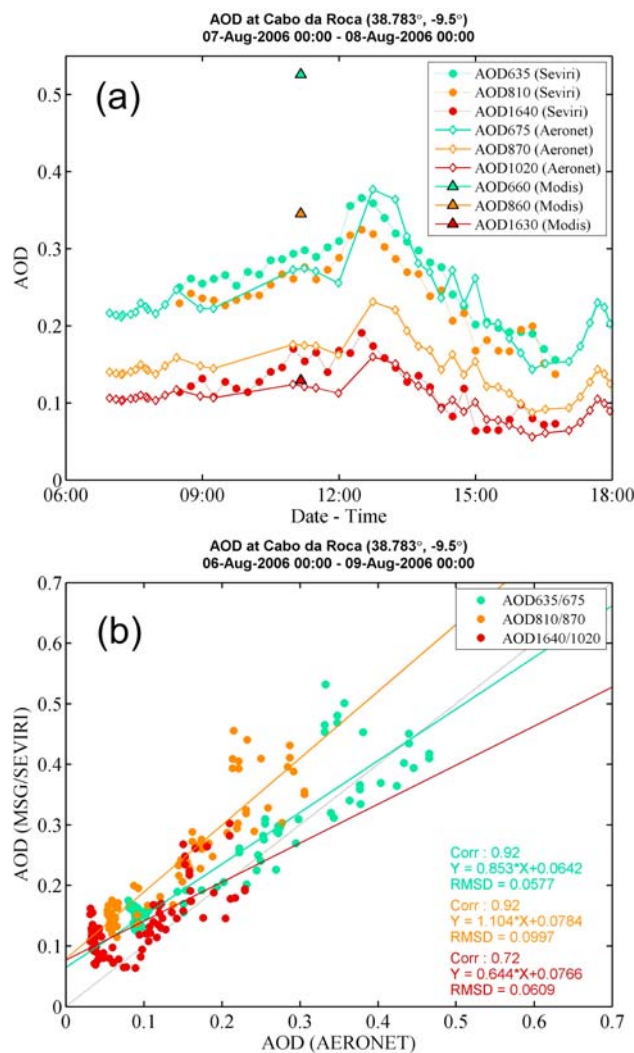 AOD at Cabo da Roca (38.783°, -9.5°)
07-Aug-2006 00:00 - 08-Aug-2006 00:00
(a)
AOD635 (Seviri)
AOD810 (Seviri)
AOD1640 (Seviri)
AOD675 (Aeronet)
AOD870 (Aeronet)
AOD1020 (Aeronet)
AOD660 (Modis)
AOD860 (Modis)
AOD1630 (Modis)
0.5
0.4
0.3
0.2
0.1
0
AOD
06:00 09:00 12:00 15:00 18:00
Date - Time
AOD at Cabo da Roca (38.783°, -9.5°)
06-Aug-2006 00:00 - 09-Aug-2006 00:00
(b)
AOD635/675
AOD810/870
AOD1640/1020
0.7
0.6
0.5
0.4
0.3
0.2
0.1
0
AOD (MSG/SEVIRI)
Corr : 0.92
Y = 0.853*X+0.0642
RMSD = 0.0577
Corr : 0.92
Y = 1.104*X+0.0784
RMSD = 0.0997
Corr : 0.72
Y = 0.644*X+0.0766
RMSD = 0.0609
0 0.1 0.2 0.3 0.4 0.5 0.6 0.7
AOD (AERONET)